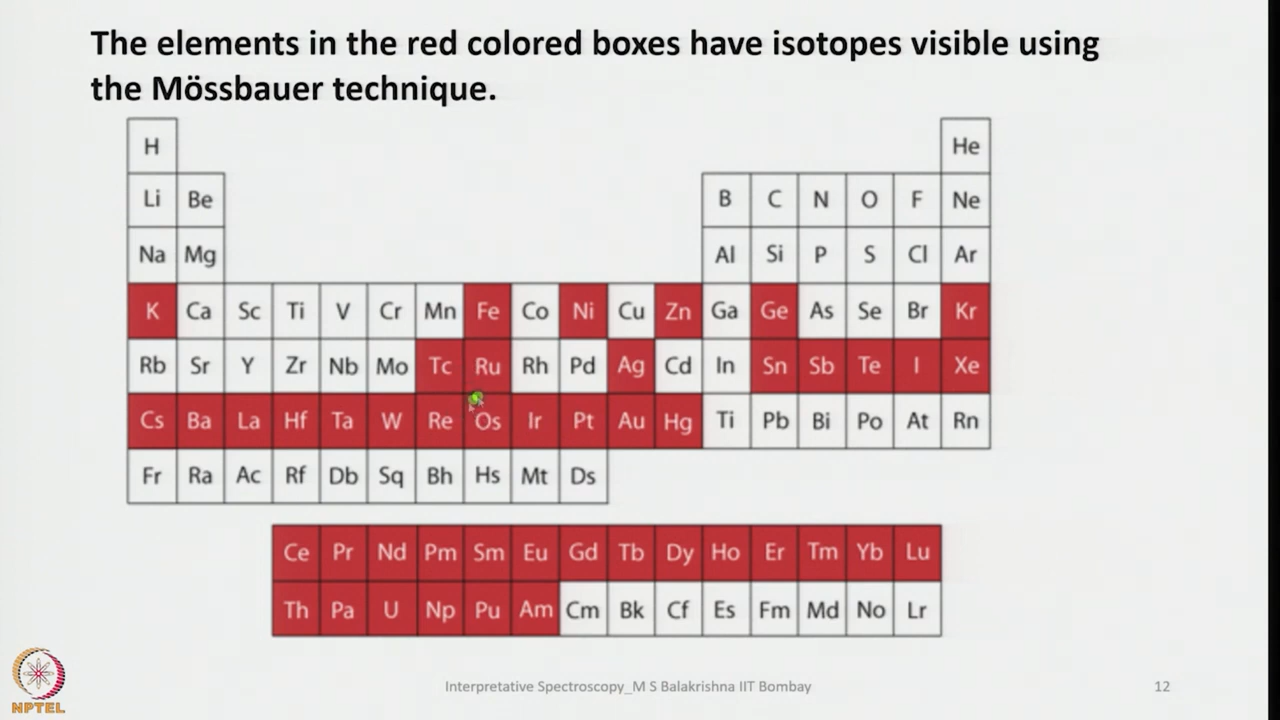 The elements in the red colored boxes have isotopes visible using
the Mössbauer technique.
H He
Li Be B C N O F Ne
Na Mg Al Si P S Cl Ar
K Ca Sc Ti V Cr Mn Fe Co Ni Cu Zn Ga Ge As Se Br Kr
Rb Sr Y Zr Nb Mo Tc Ru Rh Pd Ag Cd In Sn Sb Te I Xe
Cs Ba La Hf Ta W Re Os Ir Pt Au Hg Ti Pb Bi Po At Rn
Fr Ra Ac Rf Db Sq Bh Hs Mt Ds
Ce Pr Nd Pm Sm Eu Gd Tb Dy Ho Er Tm Yb Lu
Th Pa U Np Pu Am Cm Bk Cf Es Fm Md No Lr
Interpretative Spectroscopy_M S Balakrishna IIT Bombay 12
NPTEL